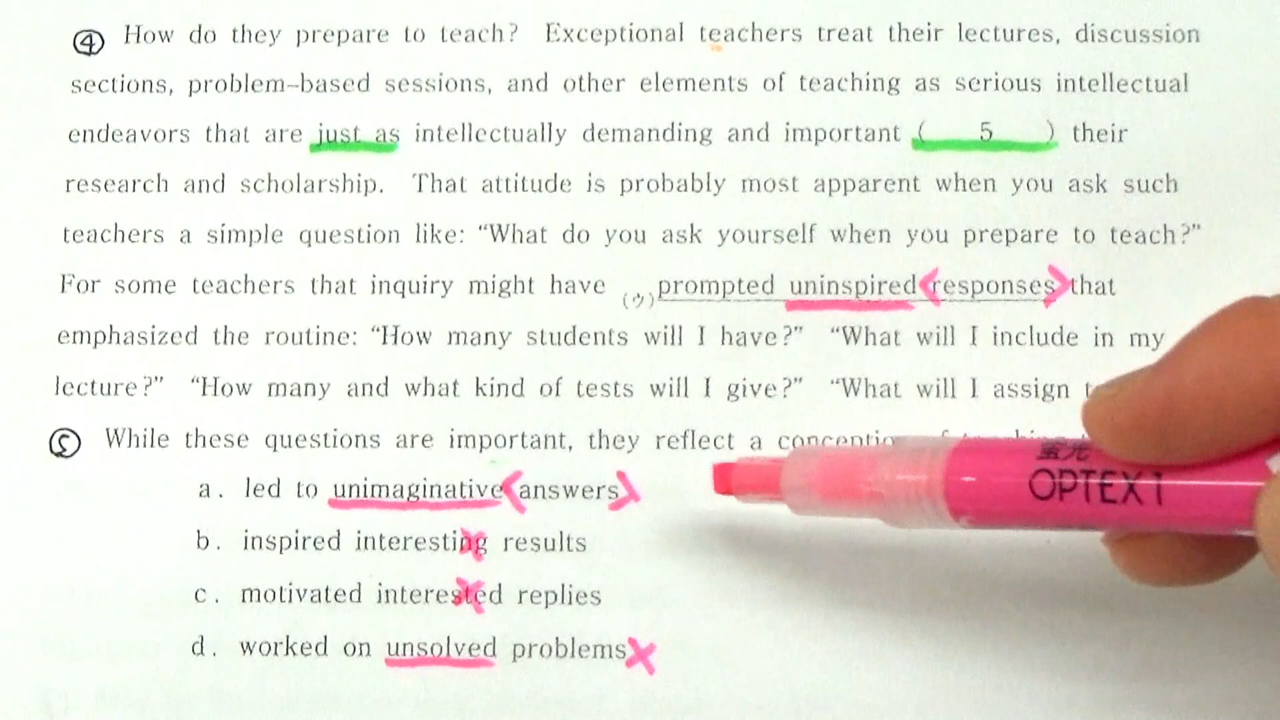 ④ How do they prepare to teach? Exceptional teachers treat their lectures, discussion
sections, problem-based sessions, and other elements of teaching as serious intellectual
endeavors that are just as intellectually demanding and important ( 5 ) their
research and scholarship. That attitude is probably most apparent when you ask such
teachers a simple question like: “What do you ask yourself when you prepare to teach?”
For some teachers that inquiry might have (ウ)prompted uninspired <responses> that
emphasized the routine: “How many students will I have?” “What will I include in my
lecture?” “How many and what kind of tests will I give?” “What will I assign
⑤ While these questions are important, they reflect a
a. led to unimaginative <answers>
b. inspired interesting results
c. motivated interested replies
d. worked on unsolved problems ×
蛍光
OPTEX 1